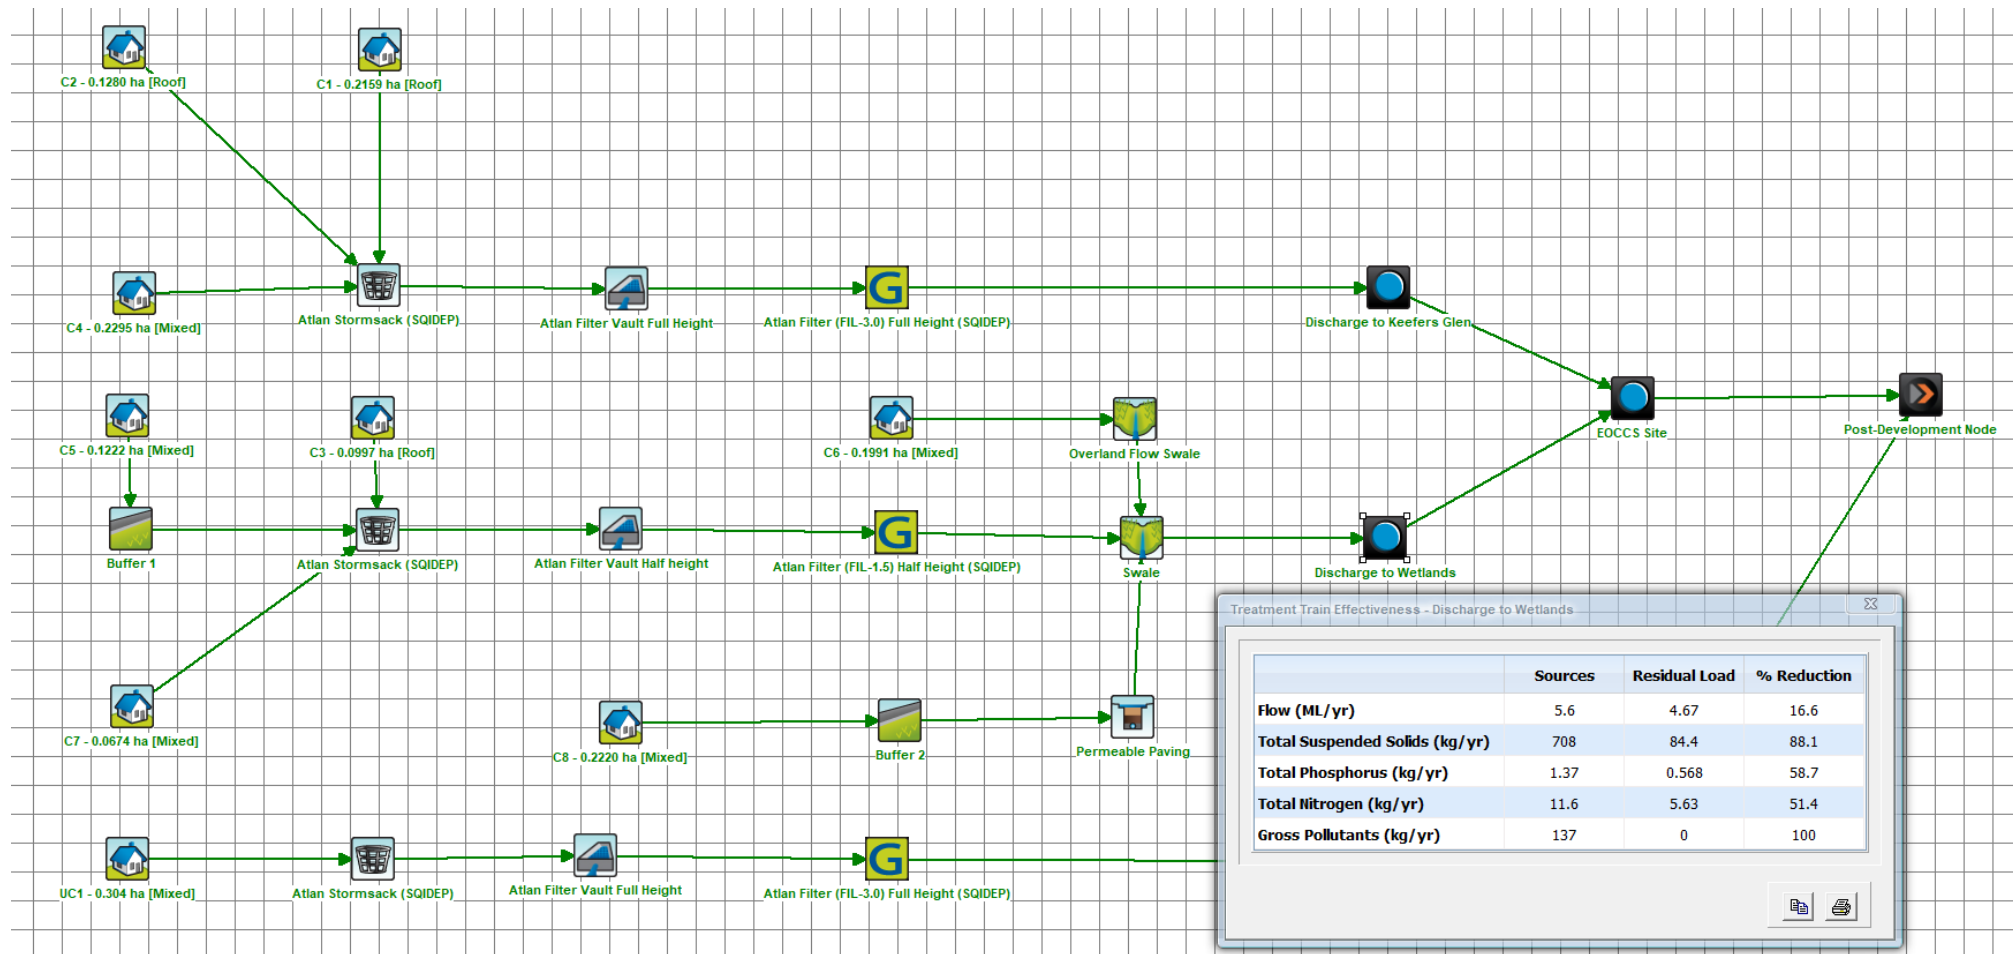 C2 - 0.1280 ha [Roof]
C1 - 0.2159 ha [Roof]
C4 - 0.2295 ha [Mixed]
Atlan Stormsack (SQIDEP)
Atlan Filter Vault Full Height
G
Atlan Filter (FIL-3.0) Full Height (SQIDEP)
Discharge to Keefers Glen
C5 - 0.1222 ha [Mixed]
C3 - 0.0997 ha [Roof]
C6 - 0.1991 ha [Mixed]
Overland Flow Swale
EOCCS Site
Post-Development Node
Buffer 1
Atlan Stormsack (SQIDEP)
Atlan Filter Vault Half height
G
Atlan Filter (FIL-1.5) Half Height (SQIDEP)
Swale
Discharge to Wetlands
C7 - 0.0674 ha [Mixed]
C8 - 0.2220 ha [Mixed]
Buffer 2
Permeable Paving
UC1 - 0.304 ha [Mixed]
Atlan Stormsack (SQIDEP)
Atlan Filter Vault Full Height
G
Atlan Filter (FIL-3.0) Full Height (SQIDEP)
Treatment Train Effectiveness - Discharge to Wetlands
Sources Residual Load % Reduction
Flow (ML/yr) 5.6 4.67 16.6
Total Suspended Solids (kg/yr) 708 84.4 88.1
Total Phosphorus (kg/yr) 1.37 0.568 58.7
Total Nitrogen (kg/yr) 11.6 5.63 51.4
Gross Pollutants (kg/yr) 137 0 100